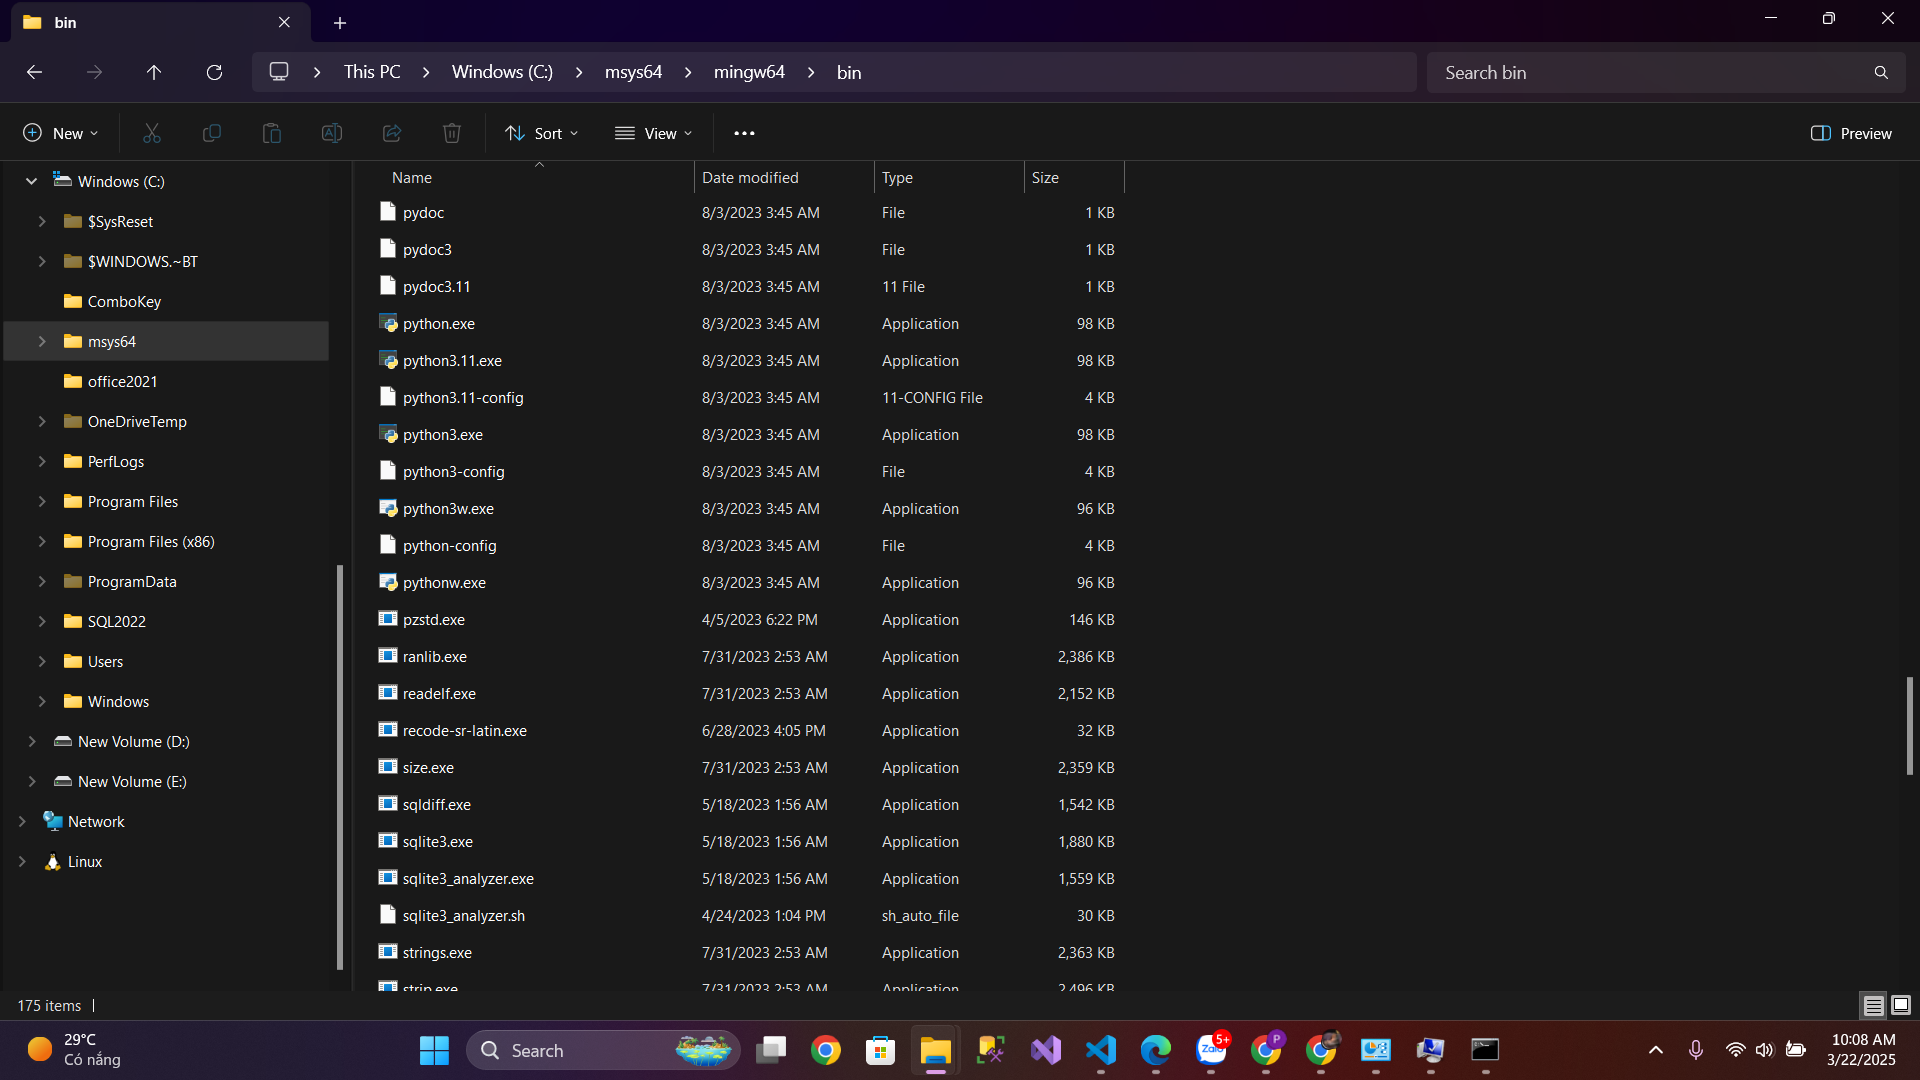 bin
This PC > Windows (C:) > msys64 > mingw64 > bin
Search bin
New
Sort
View
Preview
Windows (C:)
$SysReset
$WINDOWS.~BT
ComboKey
msys64
office2021
OneDriveTemp
PerfLogs
Program Files
Program Files (x86)
ProgramData
SQL2022
Users
Windows
New Volume (D:)
New Volume (E:)
Network
Linux
Name Date modified Type Size
pydoc 8/3/2023 3:45 AM File 1 KB
pydoc3 8/3/2023 3:45 AM File 1 KB
pydoc3.11 8/3/2023 3:45 AM 11 File 1 KB
python.exe 8/3/2023 3:45 AM Application 98 KB
python3.11.exe 8/3/2023 3:45 AM Application 98 KB
python3.11-config 8/3/2023 3:45 AM 11-CONFIG File 4 KB
python3.exe 8/3/2023 3:45 AM Application 98 KB
python3-config 8/3/2023 3:45 AM File 4 KB
python3w.exe 8/3/2023 3:45 AM Application 96 KB
python-config 8/3/2023 3:45 AM File 4 KB
pythonw.exe 8/3/2023 3:45 AM Application 96 KB
pzstd.exe 4/5/2023 6:22 PM Application 146 KB
ranlib.exe 7/31/2023 2:53 AM Application 2,386 KB
readelf.exe 7/31/2023 2:53 AM Application 2,152 KB
recode-sr-latin.exe 6/28/2023 4:05 PM Application 32 KB
size.exe 7/31/2023 2:53 AM Application 2,359 KB
sqldiff.exe 5/18/2023 1:56 AM Application 1,542 KB
sqlite3.exe 5/18/2023 1:56 AM Application 1,880 KB
sqlite3_analyzer.exe 5/18/2023 1:56 AM Application 1,559 KB
sqlite3_analyzer.sh 4/24/2023 1:04 PM sh_auto_file 30 KB
strings.exe 7/31/2023 2:53 AM Application 2,363 KB
strip.exe 7/31/2023 2:53 AM Application 2,496 KB
175 items
29°C
Có nắng
Search
Zalo
5+
P
10:08 AM
3/22/2025